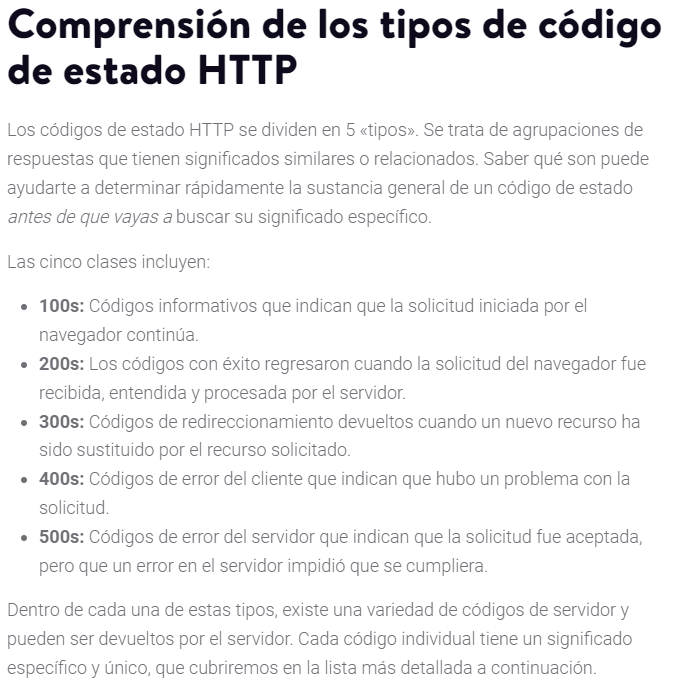 Comprensión de los tipos de código
de estado HTTP
Los códigos de estado HTTP se dividen en 5 «tipos». Se trata de agrupaciones de
respuestas que tienen significados similares o relacionados. Saber qué son puede
ayudarte a determinar rápidamente la sustancia general de un código de estado
antes de que vayas a buscar su significado específico.
Las cinco clases incluyen:
• 100s: Códigos informativos que indican que la solicitud iniciada por el
navegador continúa.
• 200s: Los códigos con éxito regresaron cuando la solicitud del navegador fue
recibida, entendida y procesada por el servidor.
• 300s: Códigos de redireccionamiento devueltos cuando un nuevo recurso ha
sido sustituido por el recurso solicitado.
• 400s: Códigos de error del cliente que indican que hubo un problema con la
solicitud.
• 500s: Códigos de error del servidor que indican que la solicitud fue aceptada,
pero que un error en el servidor impidió que se cumpliera.
Dentro de cada una de estas tipos, existe una variedad de códigos de servidor y
pueden ser devueltos por el servidor. Cada código individual tiene un significado
específico y único, que cubriremos en la lista más detallada a continuación.